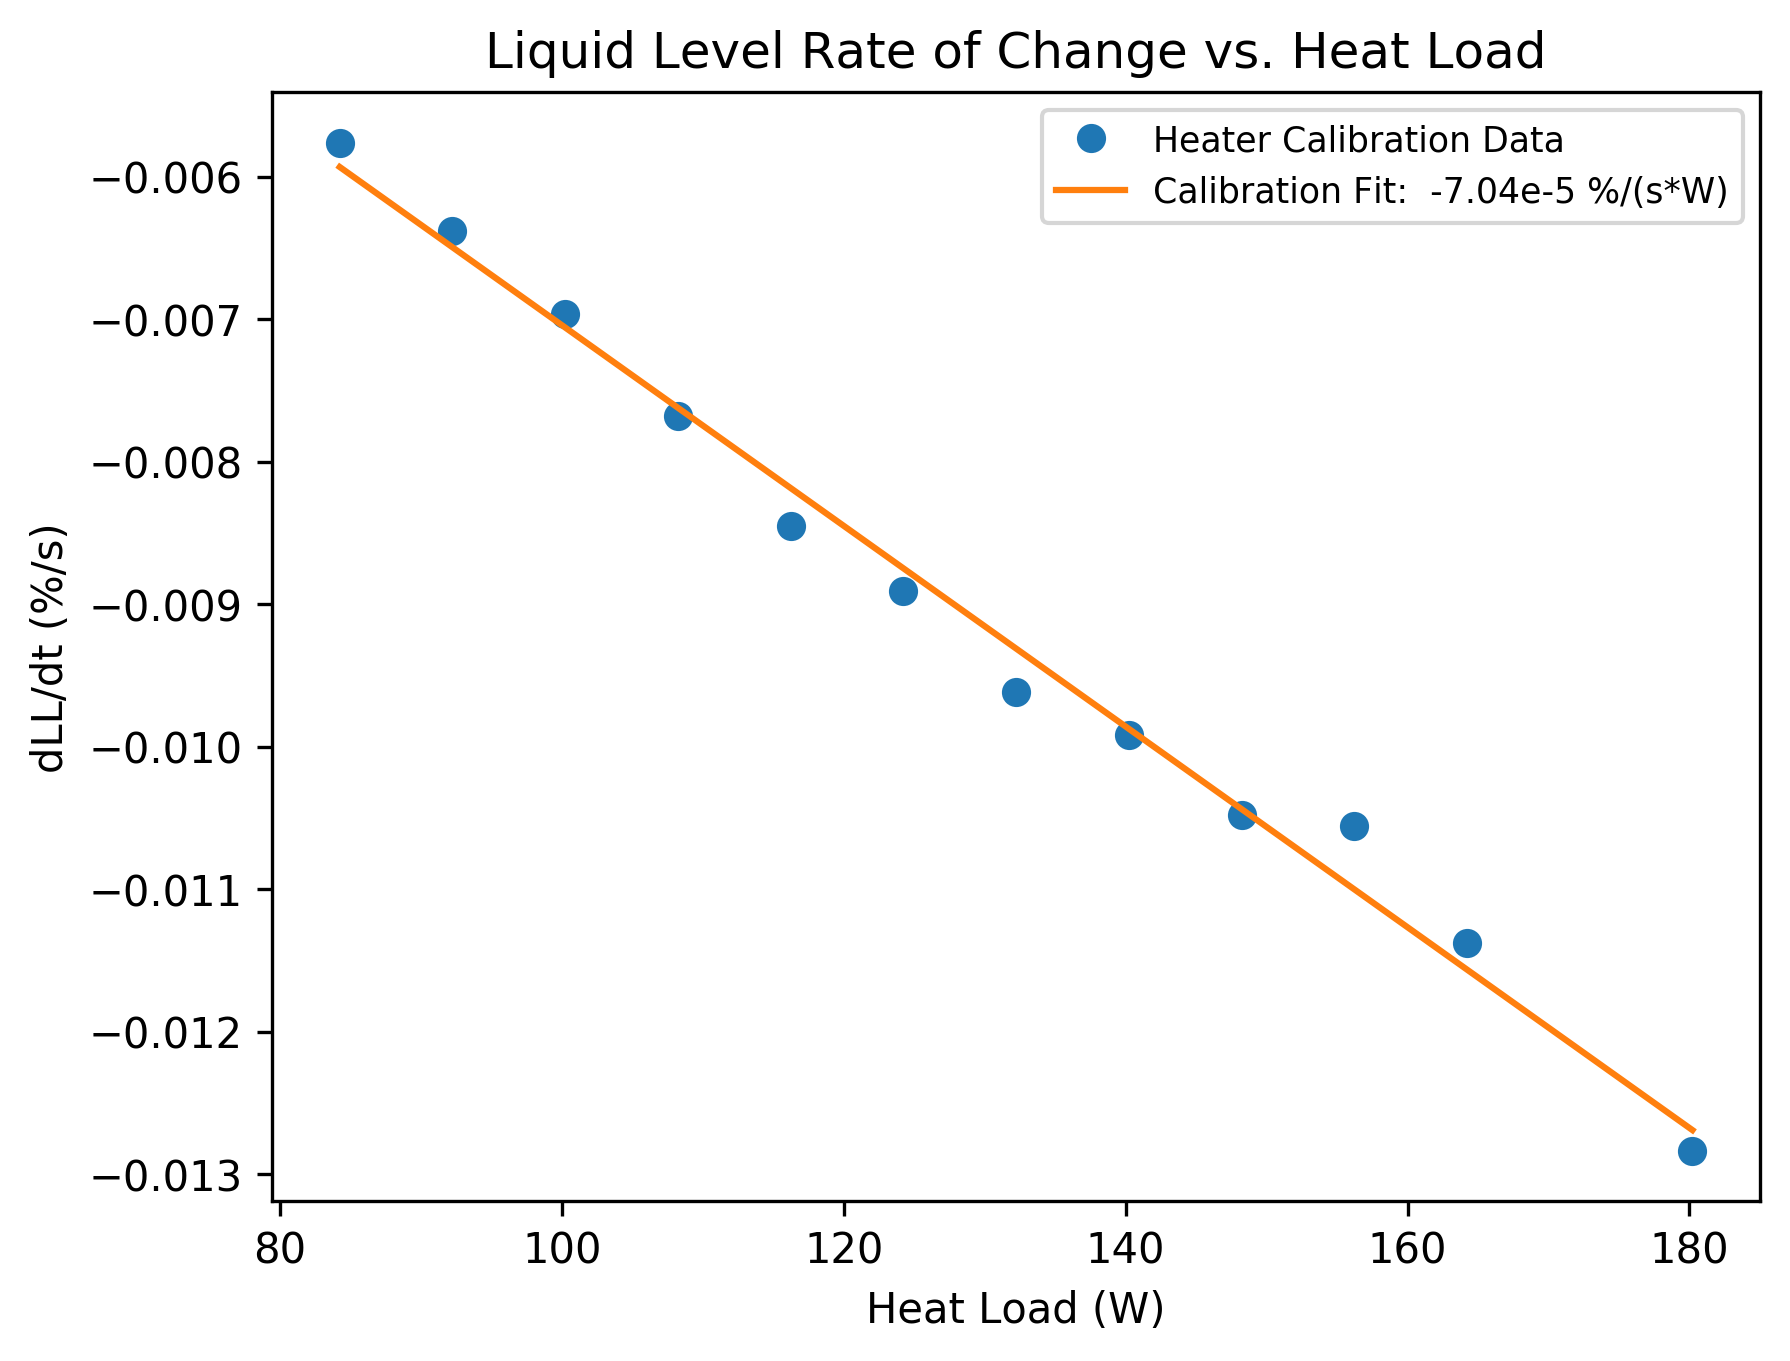 Liquid Level Rate of Change vs. Heat Load
Heater Calibration Data
Calibration Fit:  -7.04e-5 %/(s*W)
dLL/dt (%/s)
−0.006
−0.007
−0.008
−0.009
−0.010
−0.011
−0.012
−0.013
80 100 120 140 160 180
Heat Load (W)